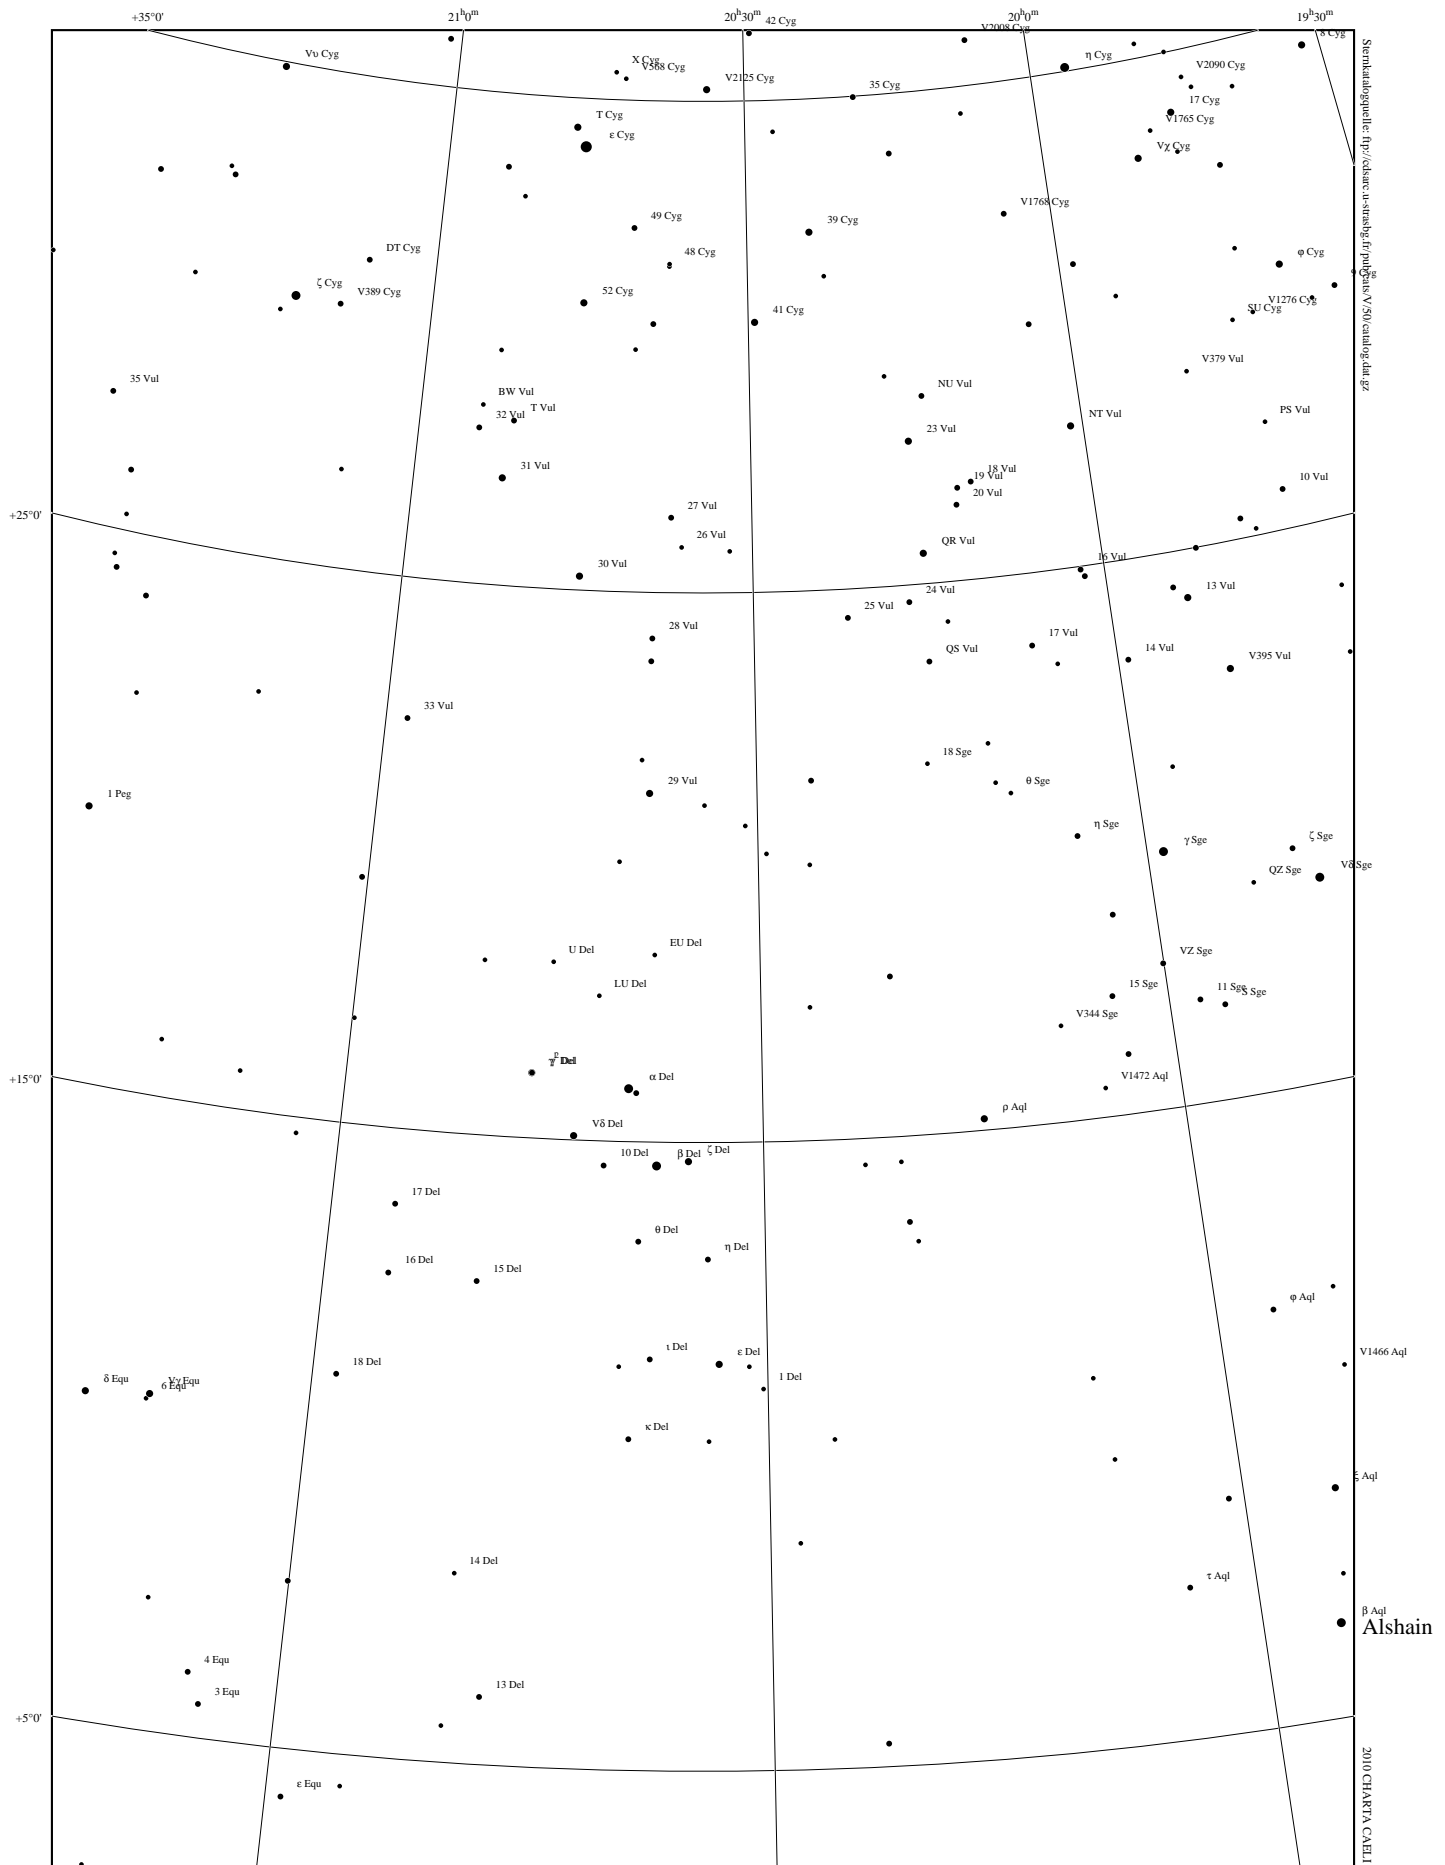 +35°0'
21h0m
20h30m
20h0m
19h30m
42 Cyg
V2008 Cyg
8 Cyg
Vυ Cyg
X Cyg
V568 Cyg
η Cyg
V2090 Cyg
V2125 Cyg
35 Cyg
17 Cyg
V1765 Cyg
T Cyg
ε Cyg
Vχ Cyg
V1768 Cyg
49 Cyg
39 Cyg
DT Cyg
48 Cyg
φ Cyg
9 Cyg
ζ Cyg
V389 Cyg
52 Cyg
41 Cyg
V1276 Cyg
SU Cyg
V379 Vul
35 Vul
BW Vul
T Vul
32 Vul
NU Vul
23 Vul
NT Vul
PS Vul
31 Vul
18 Vul
19 Vul
20 Vul
10 Vul
+25°0'
27 Vul
26 Vul
QR Vul
16 Vul
30 Vul
24 Vul
25 Vul
13 Vul
28 Vul
17 Vul
14 Vul
QS Vul
V395 Vul
33 Vul
18 Sge
θ Sge
29 Vul
1 Peg
η Sge
γ Sge
ζ Sge
QZ Sge
Vδ Sge
U Del
EU Del
VZ Sge
LU Del
15 Sge
11 Sge
S Sge
V344 Sge
α Del
V1472 Aql
+15°0'
ρ Aql
Vδ Del
10 Del
β Del
ζ Del
17 Del
θ Del
η Del
16 Del
15 Del
φ Aql
ι Del
ε Del
V1466 Aql
18 Del
1 Del
δ Equ
Vγ Equ
6 Equ
κ Del
ξ Aql
14 Del
τ Aql
β Aql
Alshain
4 Equ
3 Equ
13 Del
+5°0'
ε Equ
Sternkatalogquelle: ftp://cdsarc.u-strasbg.fr/pub/cats/V/50/catalog.dat.gz
2010 CHARTA CAELI